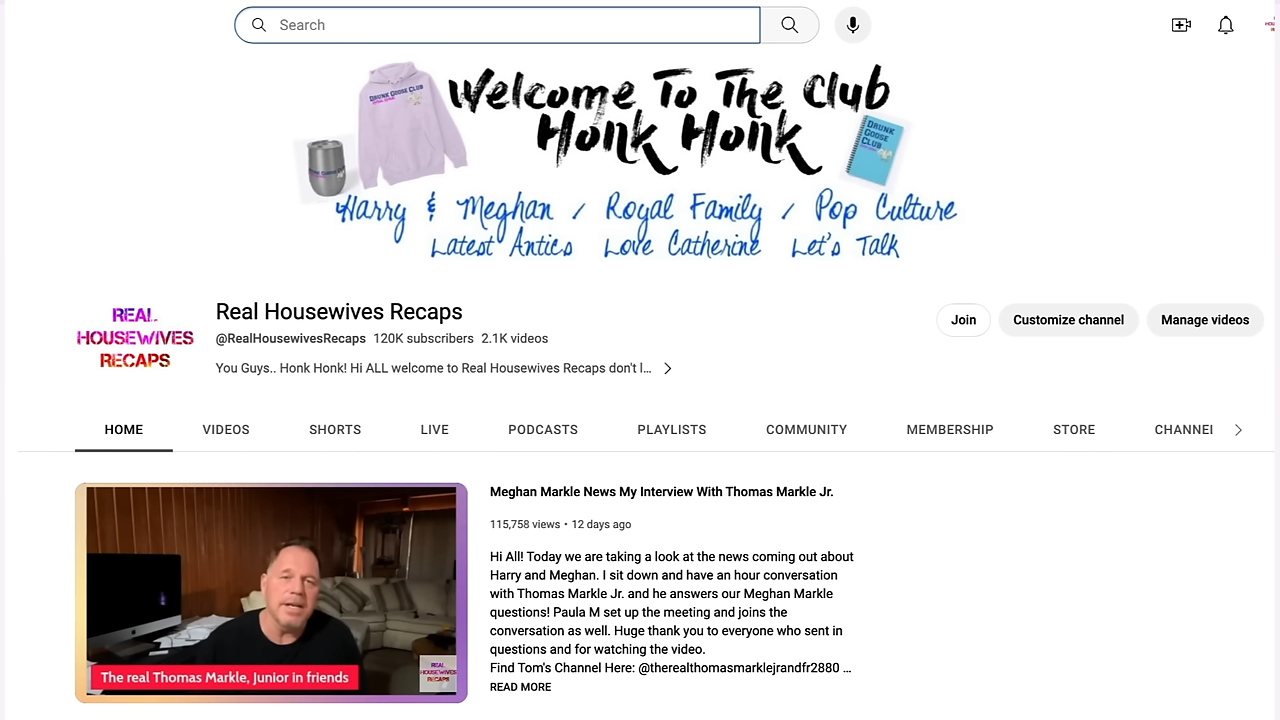 Search
Welcome To The Club
Honk Honk
DRUNK GOOSE CLUB
DRUNK
GOOSE
CLUB
Harry & Meghan / Royal Family / Pop Culture
Latest Antics Love Catherine Let's Talk
REAL
HOUSEWIVES
RECAPS
Real Housewives Recaps
@RealHousewivesRecaps 120K subscribers 2.1K videos
You Guys.. Honk Honk! Hi ALL welcome to Real Housewives Recaps don't l...
Join
Customize channel
Manage videos
HOME VIDEOS SHORTS LIVE PODCASTS PLAYLISTS COMMUNITY MEMBERSHIP STORE CHANNEL
The real Thomas Markle, Junior in friends
REAL
HOUSEWIVES
RECAPS
Meghan Markle News My Interview With Thomas Markle Jr.
115,758 views • 12 days ago
Hi All! Today we are taking a look at the news coming out about
Harry and Meghan. I sit down and have an hour conversation
with Thomas Markle Jr. and he answers our Meghan Markle
questions! Paula M set up the meeting and joins the
conversation as well. Huge thank you to everyone who sent in
questions and for watching the video.
Find Tom's Channel Here: @therealthomasmarklejrandfr2880 ...
READ MORE